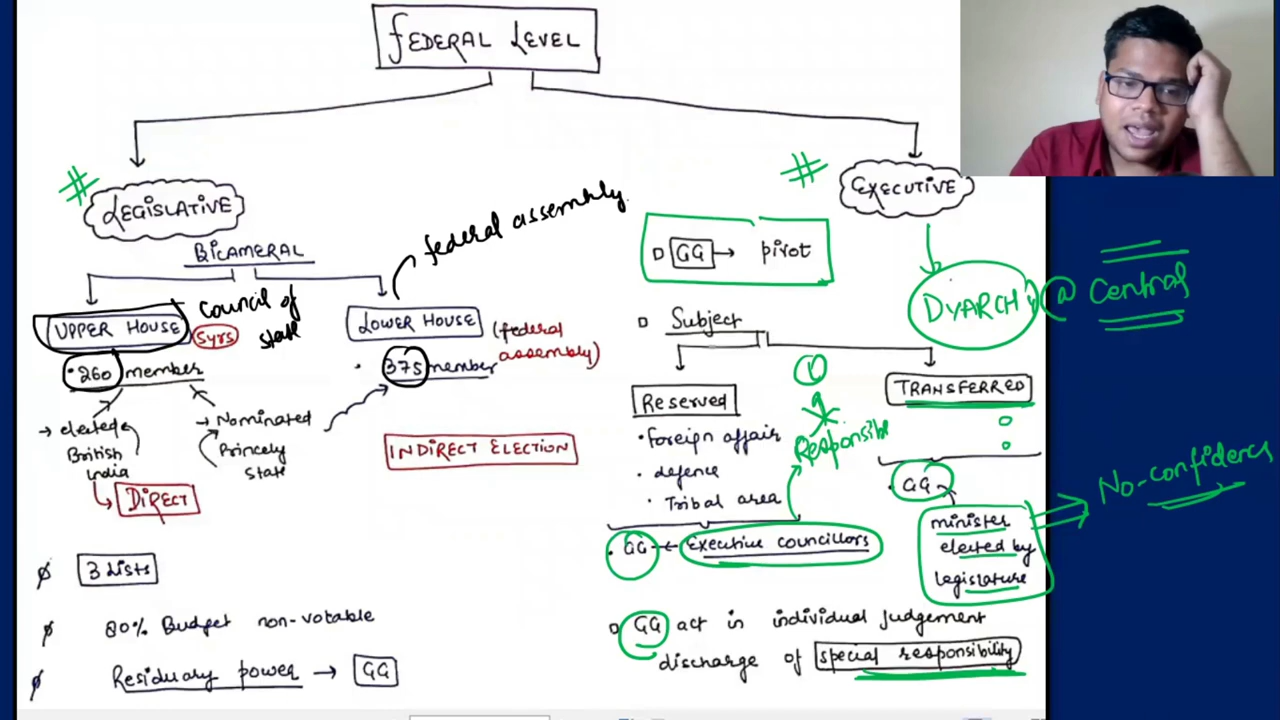 FEDERAL LEVEL
#
LEGISLATIVE
BICAMERAL
UPPER HOUSE
council of
state
5yrs
• 260 member
→ elected
British
India
DIRECT
→ Nominated
Princely
State
federal assembly
LOWER HOUSE
(federal
assembly)
• 375 member
INDIRECT ELECTION
3 Lists
80% Budget non-votable
Residuary power → GG
#
EXECUTIVE
GG → pivot
DYARCHY @ Central
Subject
Reserved
• Foreign affair
• defence
• Tribal area
• GG ← Executive councillors
Responsible
TRANSFERRED
• GG
minister
elected by
legislature
No-confidence
GG act in individual judgement
discharge of special responsibility